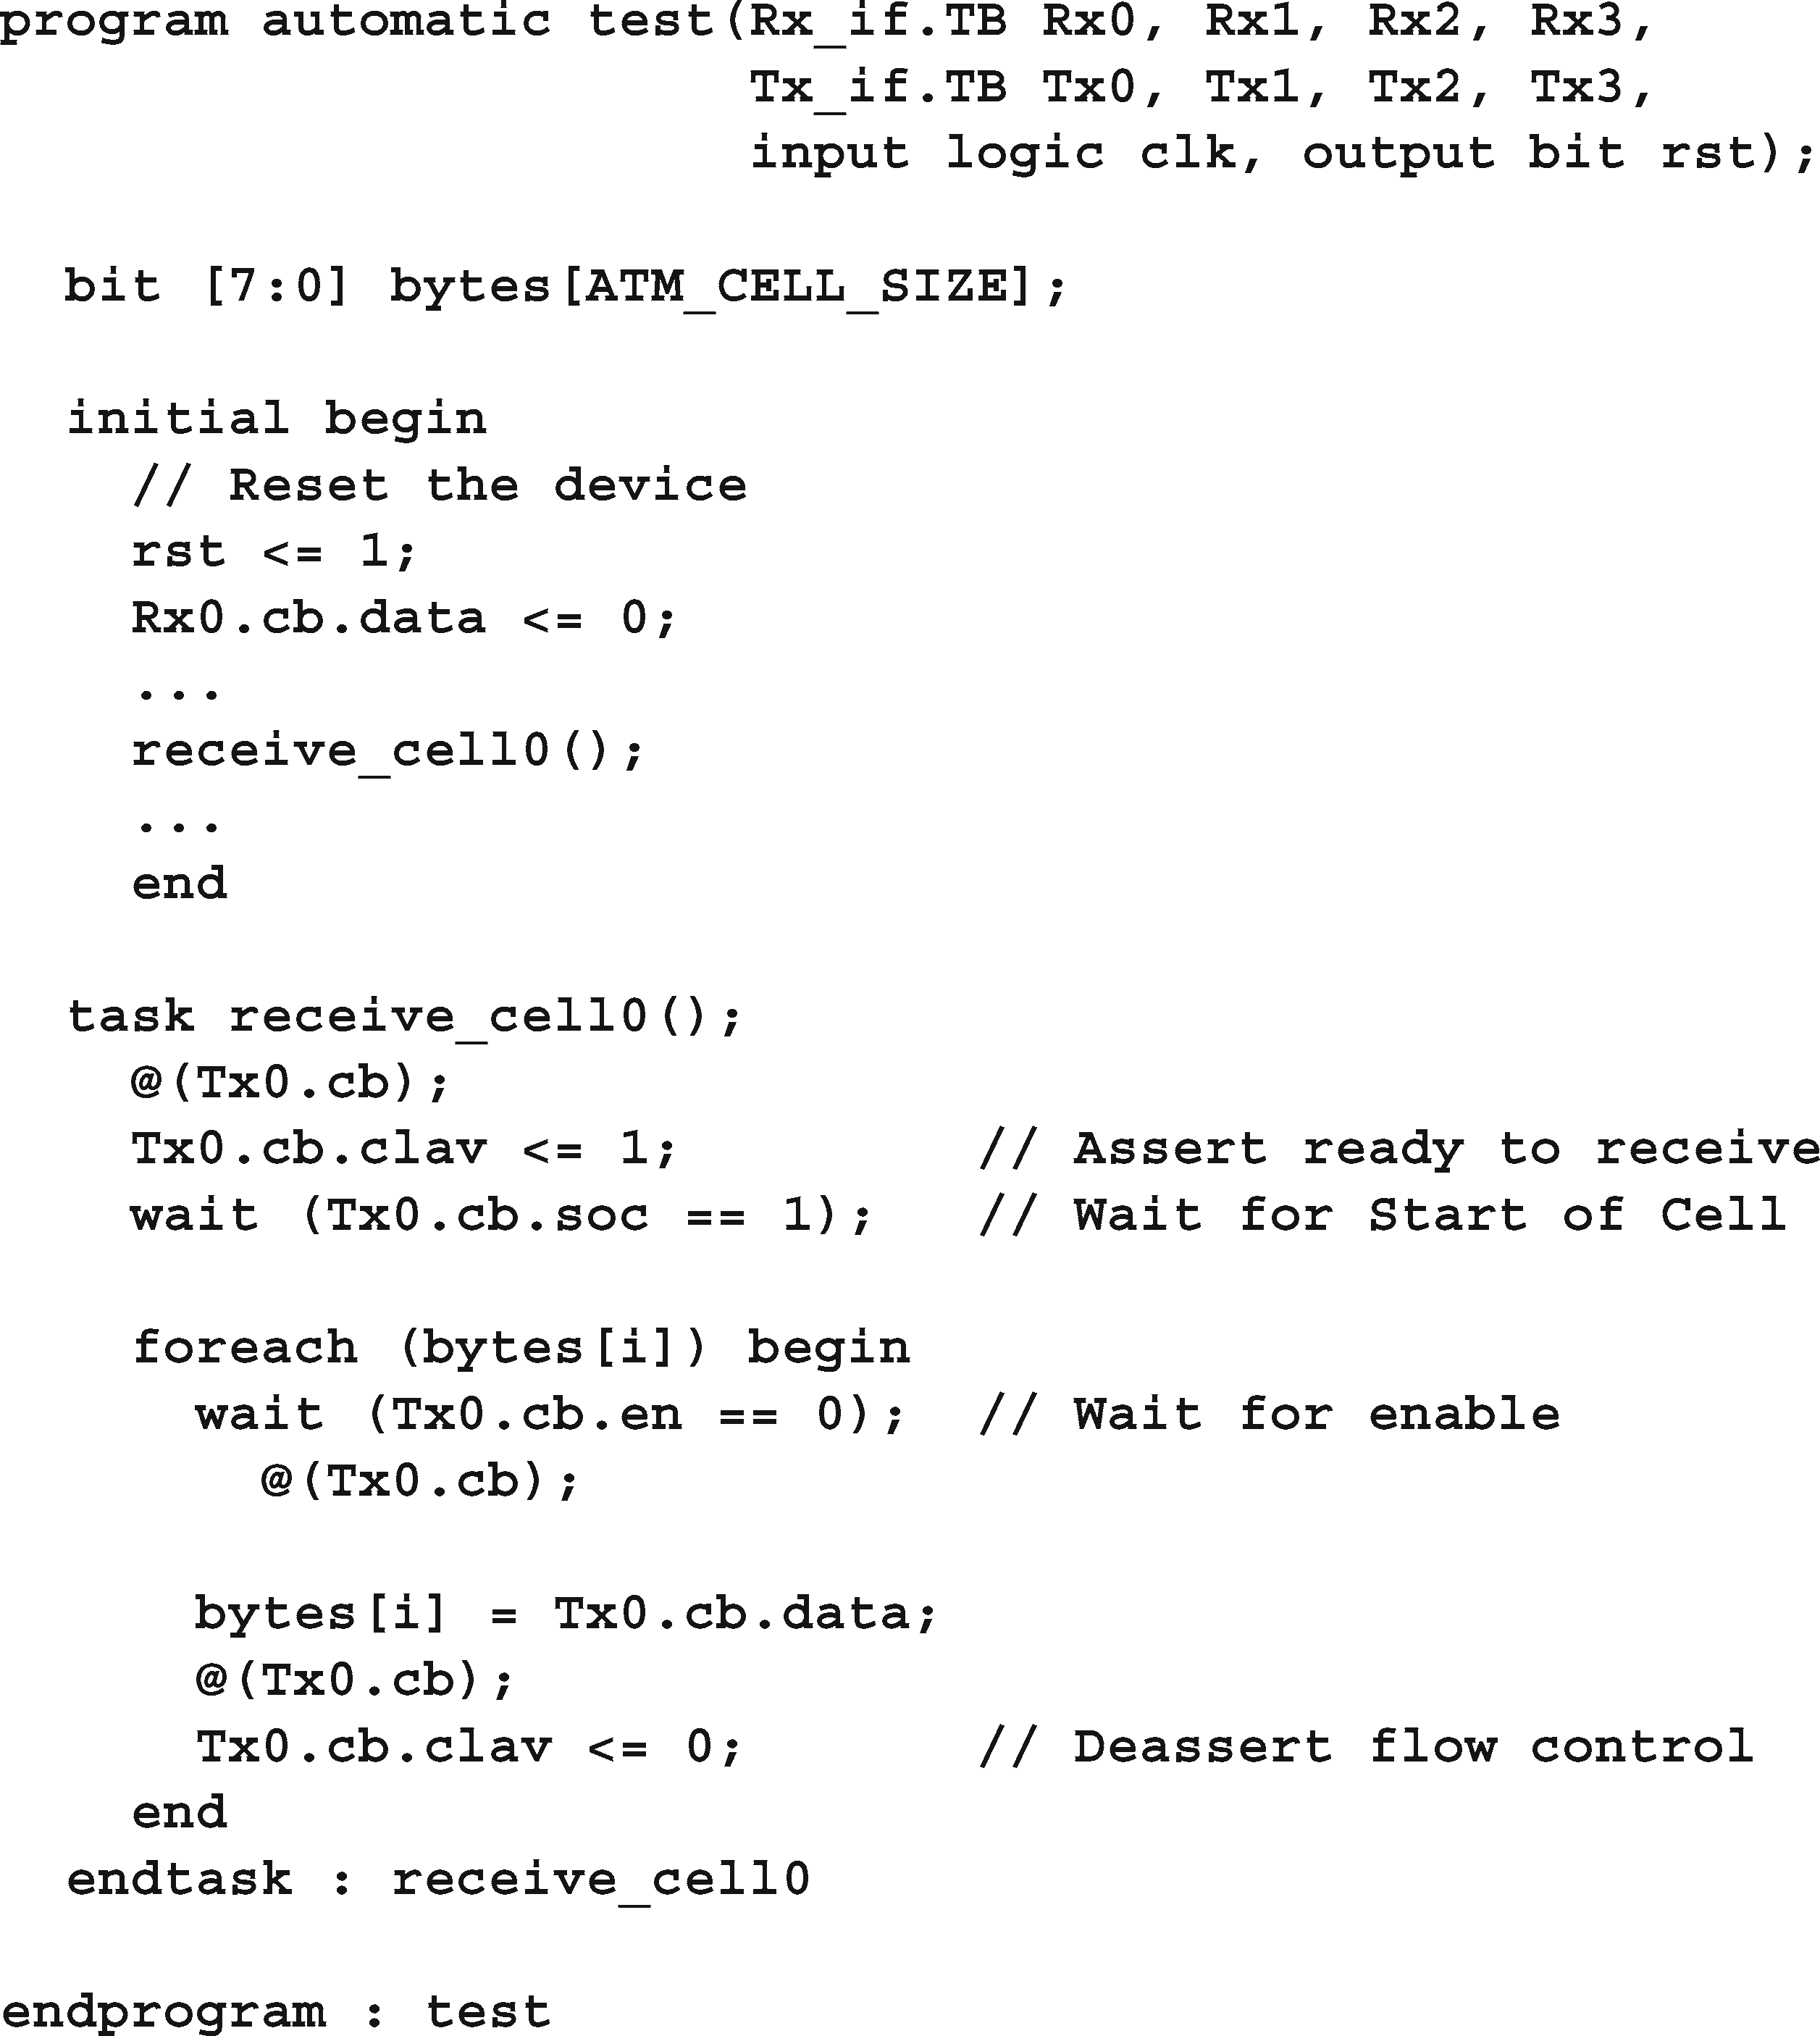 program automatic test(Rx_if.TB Rx0, Rx1, Rx2, Rx3,
                       Tx_if.TB Tx0, Tx1, Tx2, Tx3,
                       input logic clk, output bit rst);

  bit [7:0] bytes[ATM_CELL_SIZE];

  initial begin
    // Reset the device
    rst <= 1;
    Rx0.cb.data <= 0;
    ...
    receive_cell0();
    ...
    end

  task receive_cell0();
    @(Tx0.cb);
    Tx0.cb.clav <= 1;         // Assert ready to receive
    wait (Tx0.cb.soc == 1);   // Wait for Start of Cell

    foreach (bytes[i]) begin
      wait (Tx0.cb.en == 0);  // Wait for enable
        @(Tx0.cb);

      bytes[i] = Tx0.cb.data;
      @(Tx0.cb);
      Tx0.cb.clav <= 0;       // Deassert flow control
    end
  endtask : receive_cell0

endprogram : test